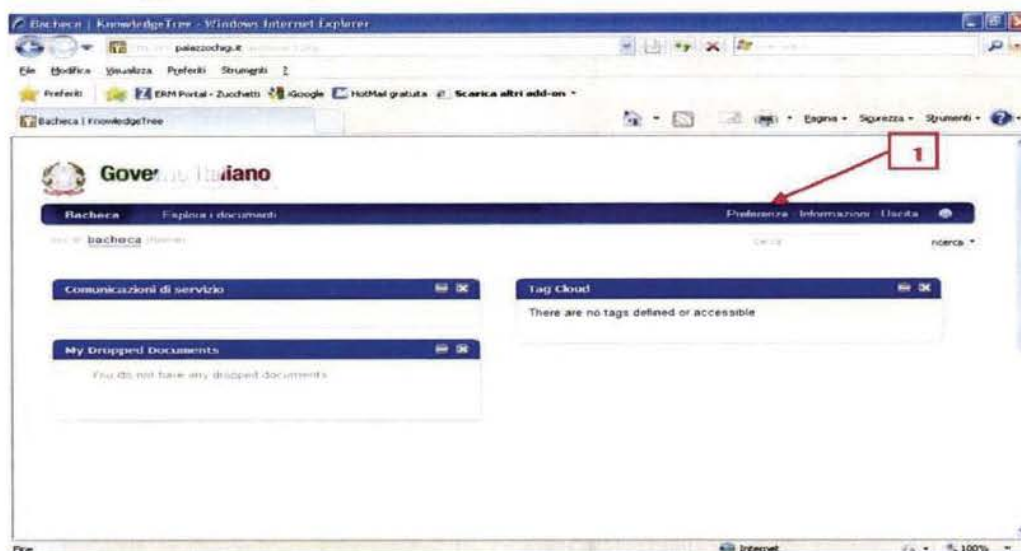 Bacheca | KnowledgeTree - Windows Internet Explorer
palazzochigi.it
File Modifica Visualizza Preferiti Strumenti ?
Preferiti ERM Portal - Zucchetti iGoogle HotMail gratuita Scarica altri add-on
Bacheca | KnowledgeTree Pagina Sicurezza Strumenti
1
Governo Italiano
Bacheca Esplora i documenti Preferenze Informazioni Uscita
bacheca cerca ricerca
Comunicazioni di servizio
Tag Cloud
There are no tags defined or accessible
My Dropped Documents
You do not have any dropped documents
Fine Internet 100%